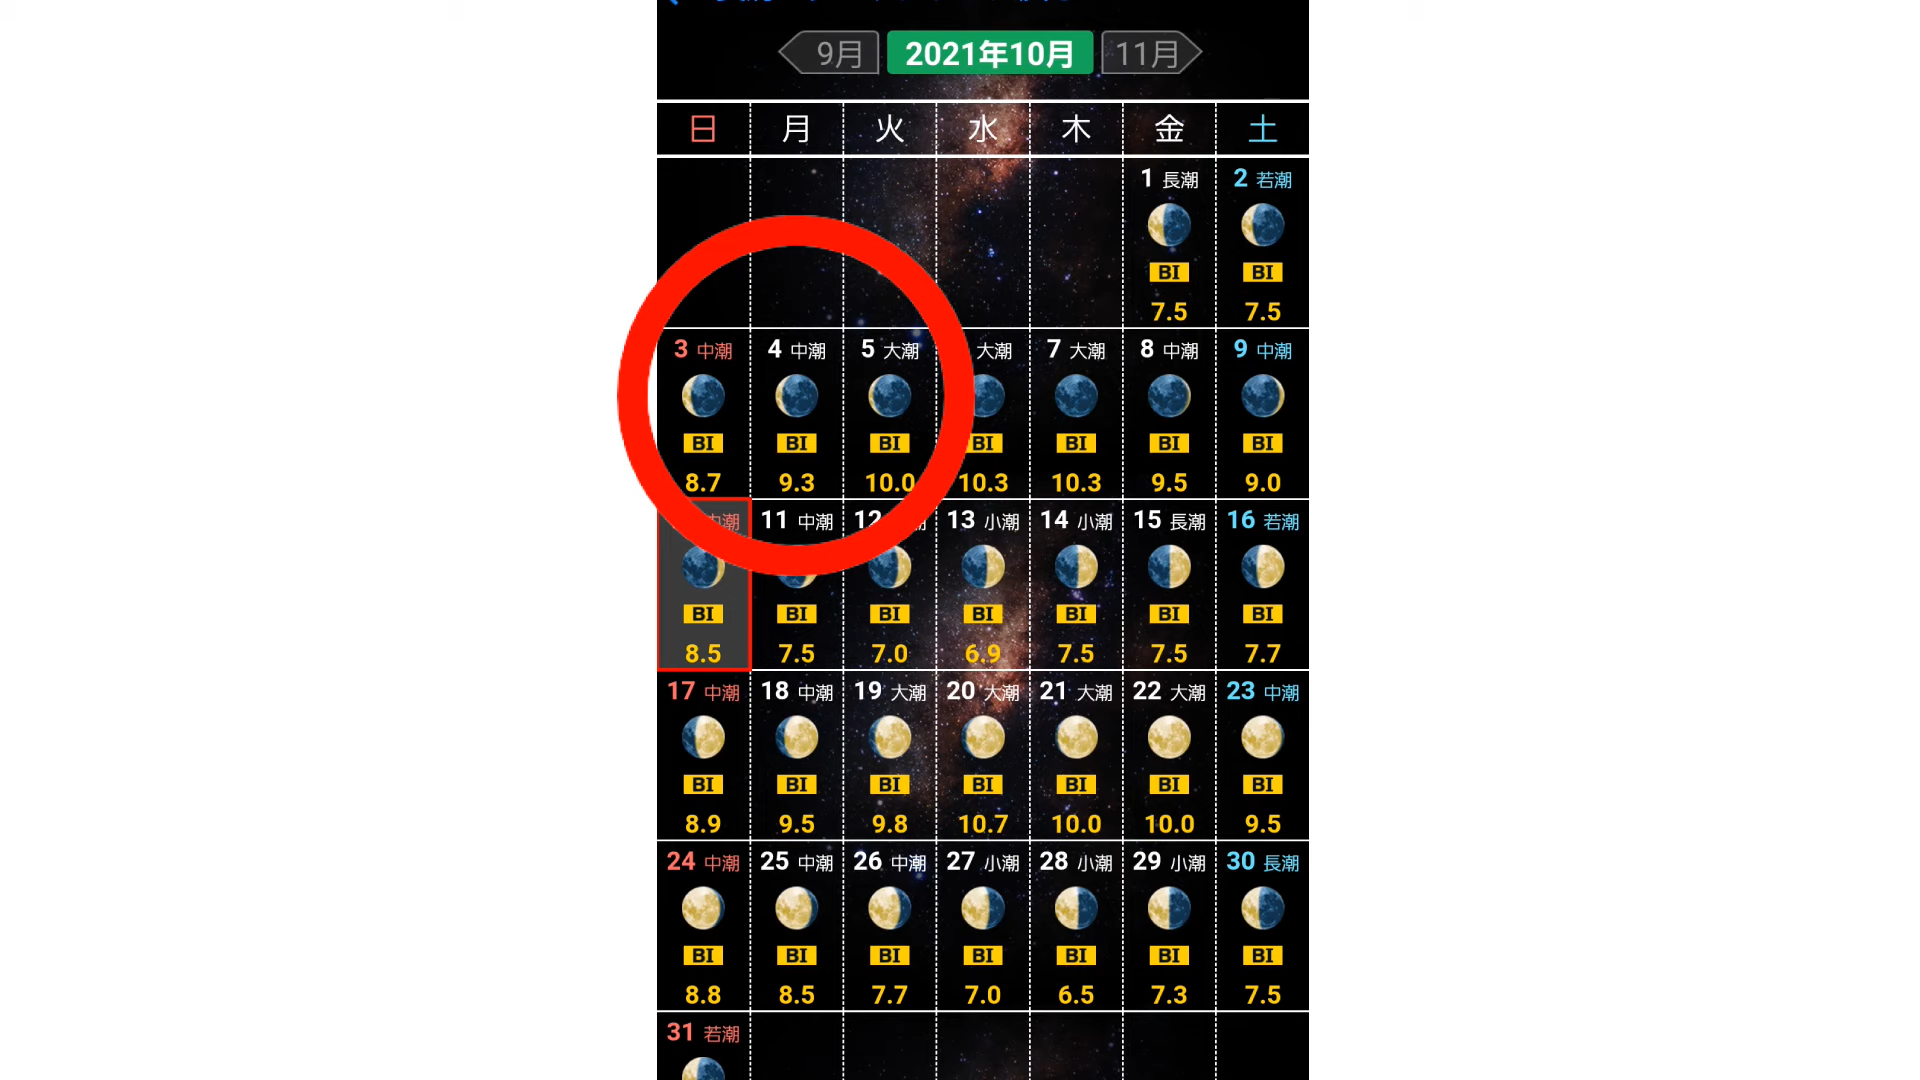 9月 2021年10月 11月
日 月 火 水 木 金 土
1 長潮 2 若潮
BI BI
7.5 7.5
3 中潮 4 中潮 5 大潮 大潮 7 大潮 8 中潮 9 中潮
BI BI BI BI BI BI BI
8.7 9.3 10.0 10.3 10.3 9.5 9.0
中潮 11 中潮 12 潮 13 小潮 14 小潮 15 長潮 16 若潮
BI BI BI BI BI BI BI
8.5 7.5 7.0 6.9 7.5 7.5 7.7
17 中潮 18 中潮 19 大潮 20 大潮 21 大潮 22 大潮 23 中潮
BI BI BI BI BI BI BI
8.9 9.5 9.8 10.7 10.0 10.0 9.5
24 中潮 25 中潮 26 中潮 27 小潮 28 小潮 29 小潮 30 長潮
BI BI BI BI BI BI BI
8.8 8.5 7.7 7.0 6.5 7.3 7.5
31 若潮